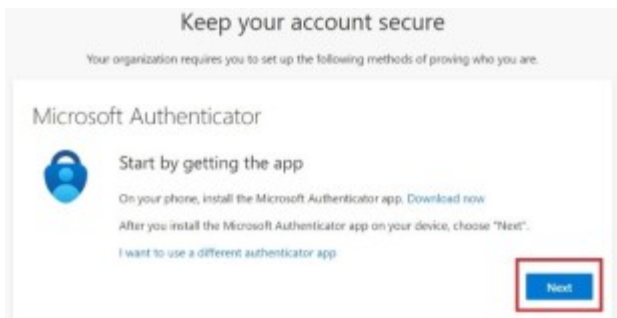 Keep your account secure
Your organization requires you to set up the following methods of proving who you are.
Microsoft Authenticator
Start by getting the app
On your phone, install the Microsoft Authenticator app. Download now
After you install the Microsoft Authenticator app on your device, choose "Next".
I want to use a different authenticator app
Next